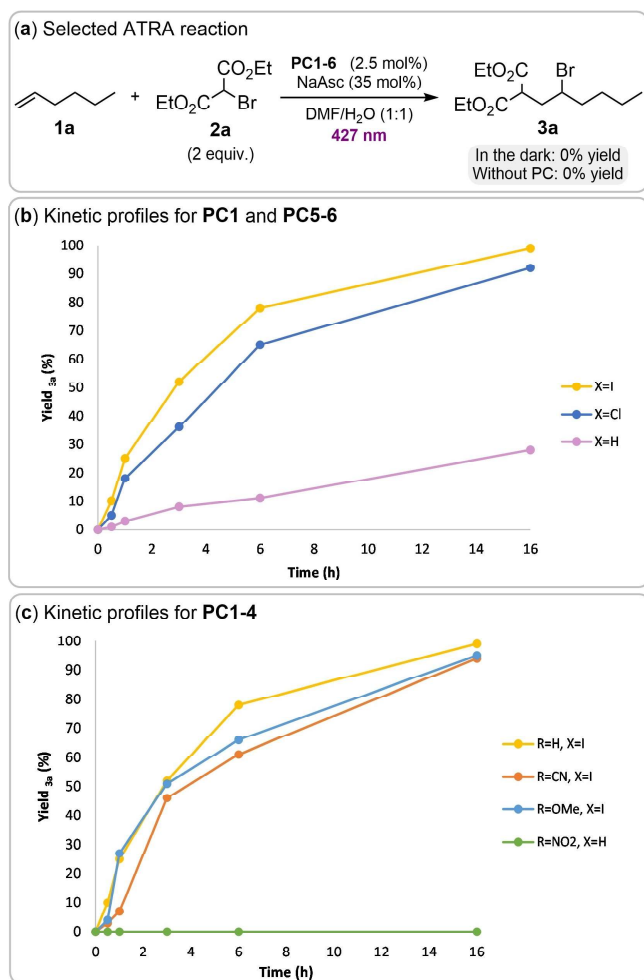 (a) Selected ATRA reaction
1a
+
CO₂Et
EtO₂C
Br
2a
(2 equiv.)
PC1-6 (2.5 mol%)
NaAsc (35 mol%)
DMF/H₂O (1:1)
427 nm
EtO₂C
Br
EtO₂C
3a
In the dark: 0% yield
Without PC: 0% yield
(b) Kinetic profiles for PC1 and PC5-6
100
90
80
70
60
50
40
30
20
10
0
Yield 3a (%)
0 2 4 6 8 10 12 14 16
Time (h)
X=I
X=Cl
X=H
(c) Kinetic profiles for PC1-4
100
90
80
70
60
50
40
30
20
10
0
Yield 3a (%)
0 2 4 6 8 10 12 14 16
Time (h)
R=H, X=I
R=CN, X=I
R=OMe, X=I
R=NO2, X=H